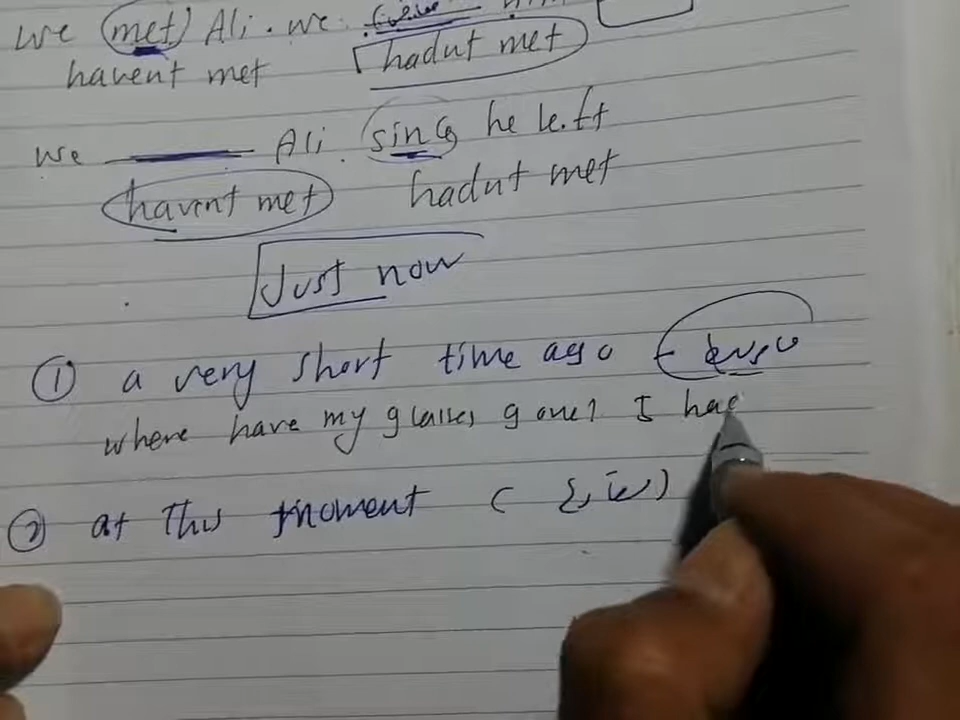 we met Ali. we
havent met hadnt met
we Ali. since he left
havent met hadnt met
Just now
① a very short time ago
where have my glasses gone? I had
② at this moment (